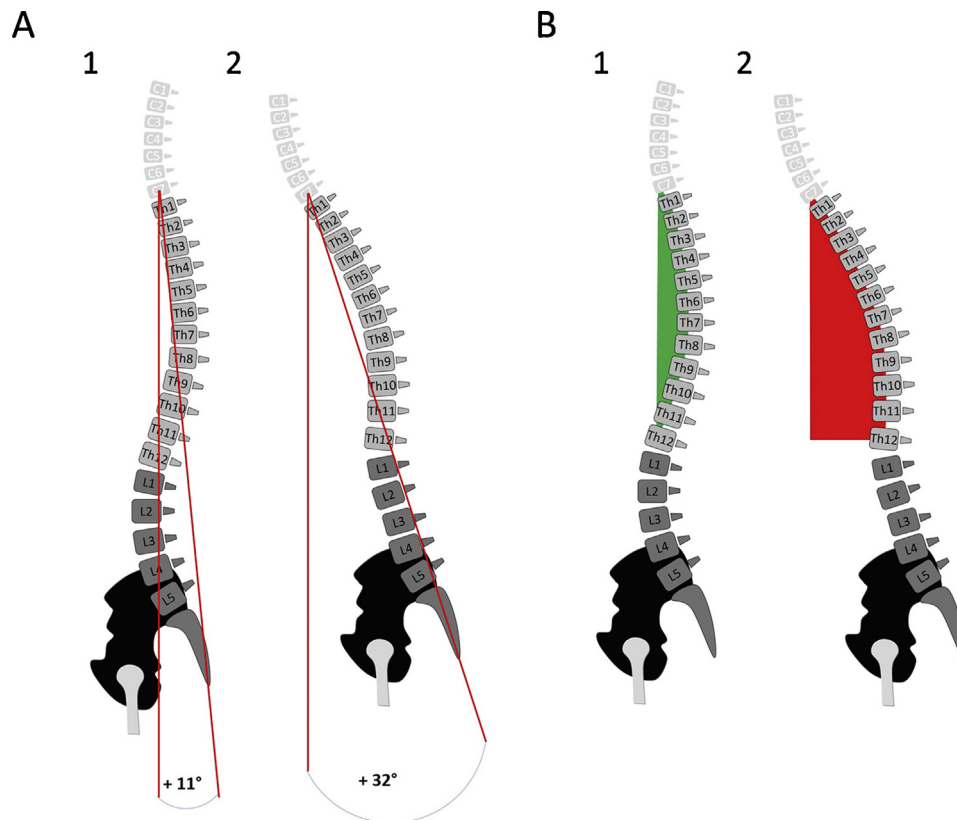 A
B
1
2
1
2
C1
C2
C3
C4
C5
C6
Th1
Th2
Th3
Th4
Th5
Th6
Th7
Th8
Th9
Th10
Th11
Th12
L1
L2
L3
L4
L5
+ 11°
C1
C2
C3
C4
C5
C6
Th1
Th2
Th3
Th4
Th5
Th6
Th7
Th8
Th9
Th10
Th11
Th12
L1
L2
L3
L4
L5
+ 32°
C1
C2
C3
C4
C5
C6
C7
Th1
Th2
Th3
Th4
Th5
Th6
Th7
Th8
Th9
Th10
Th11
Th12
L1
L2
L3
L4
L5
C1
C2
C3
C4
C5
C6
C7
Th1
Th2
Th3
Th4
Th5
Th6
Th7
Th8
Th9
Th10
Th11
Th12
L1
L2
L3
L4
L5